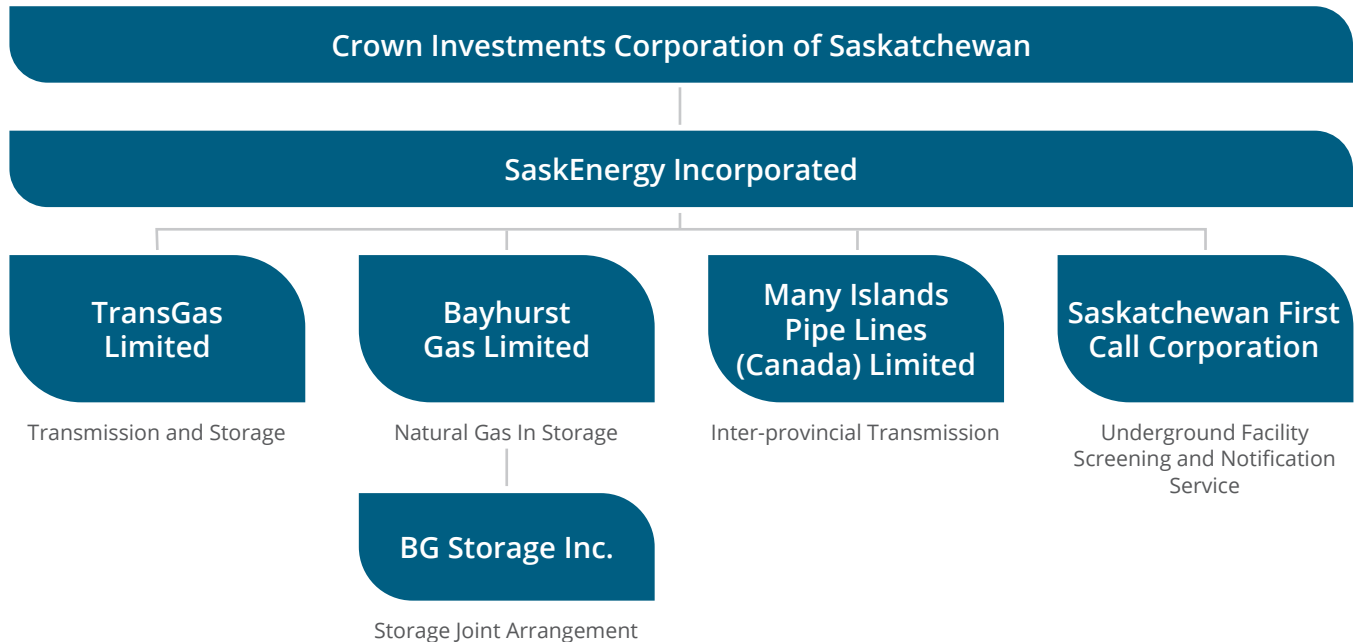 Crown Investments Corporation of Saskatchewan
SaskEnergy Incorporated
TransGas
Limited
Transmission and Storage
Bayhurst
Gas Limited
Natural Gas In Storage
BG Storage Inc.
Storage Joint Arrangement
Many Islands
Pipe Lines
(Canada) Limited
Inter-provincial Transmission
Saskatchewan First
Call Corporation
Underground Facility
Screening and Notification
Service